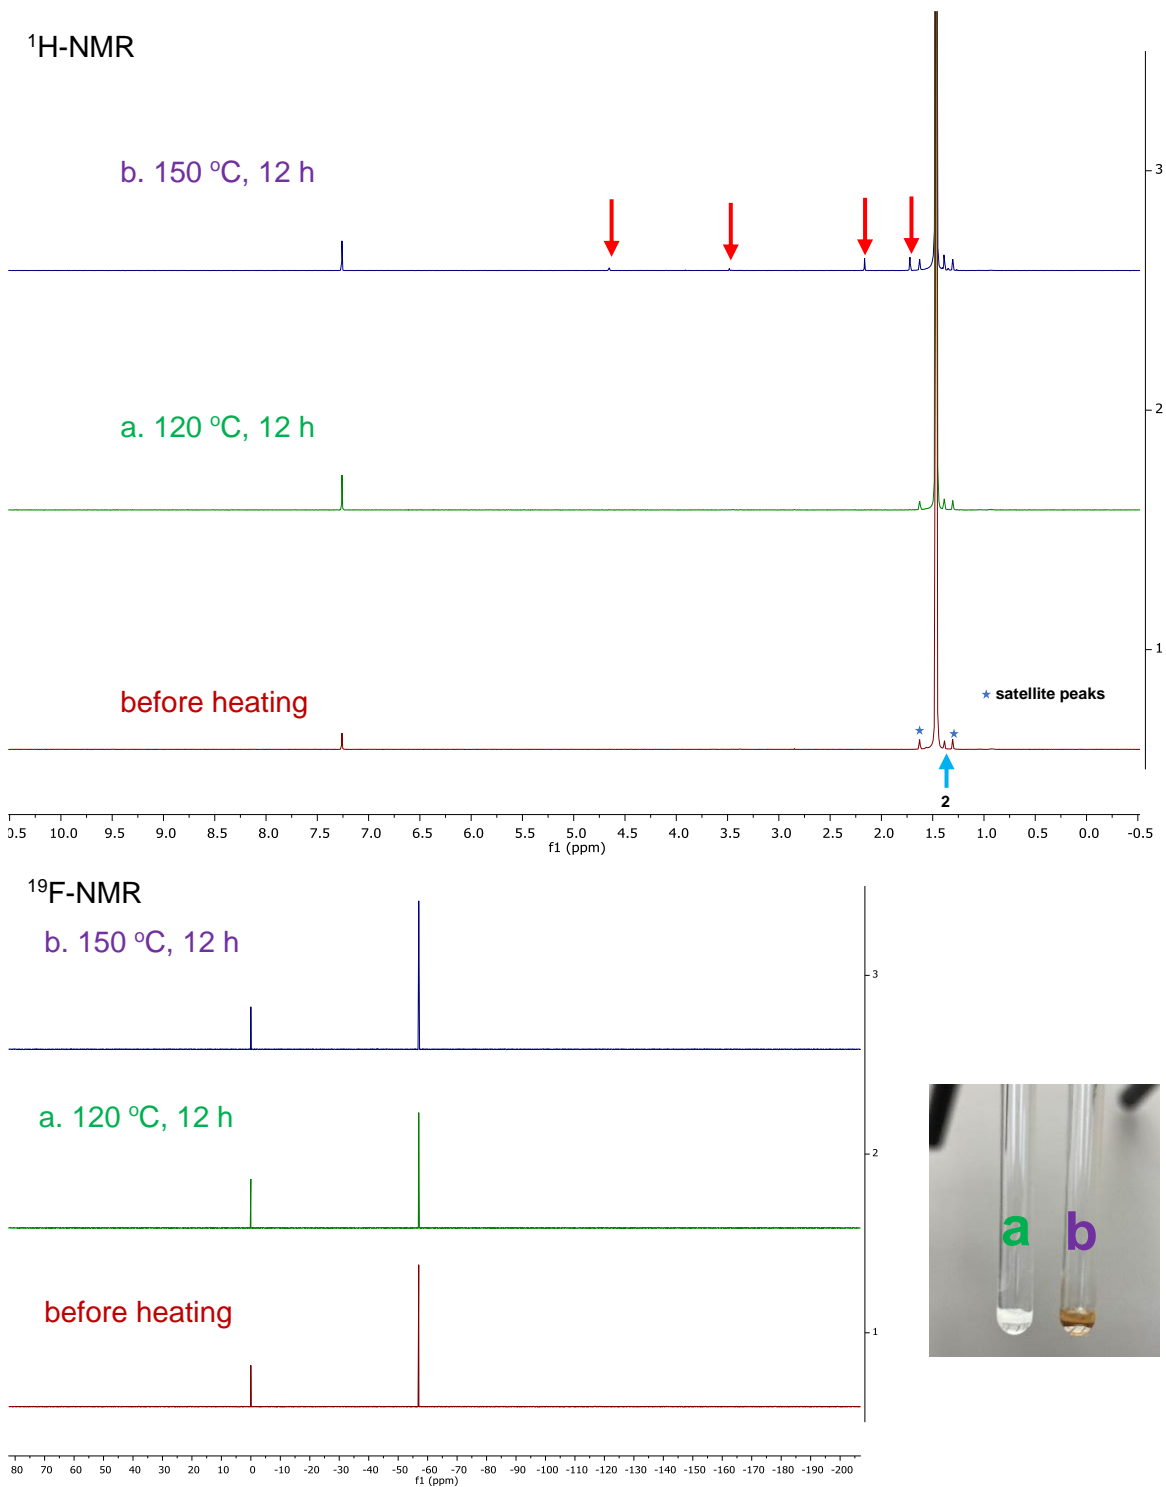 ¹H-NMR
b. 150 ºC, 12 h
3
a. 120 ºC, 12 h
2
before heating
★ satellite peaks
1
★ ★
2
0.5 10.0 9.5 9.0 8.5 8.0 7.5 7.0 6.5 6.0 5.5 5.0 4.5 4.0 3.5 3.0 2.5 2.0 1.5 1.0 0.5 0.0 -0.5
f1 (ppm)
¹⁹F-NMR
b. 150 ºC, 12 h
3
a. 120 ºC, 12 h
2
before heating
1
a b
80 70 60 50 40 30 20 10 0 -10 -20 -30 -40 -50 -60 -70 -80 -90 -100 -110 -120 -130 -140 -150 -160 -170 -180 -190 -200
f1 (ppm)